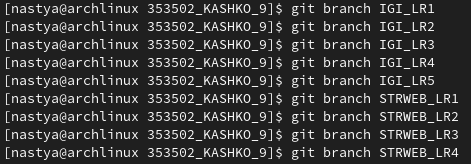 [nastya@archlinux 353502_KASHKO_9]$ git branch IGI_LR1
[nastya@archlinux 353502_KASHKO_9]$ git branch IGI_LR2
[nastya@archlinux 353502_KASHKO_9]$ git branch IGI_LR3
[nastya@archlinux 353502_KASHKO_9]$ git branch IGI_LR4
[nastya@archlinux 353502_KASHKO_9]$ git branch IGI_LR5
[nastya@archlinux 353502_KASHKO_9]$ git branch STRWEB_LR1
[nastya@archlinux 353502_KASHKO_9]$ git branch STRWEB_LR2
[nastya@archlinux 353502_KASHKO_9]$ git branch STRWEB_LR3
[nastya@archlinux 353502_KASHKO_9]$ git branch STRWEB_LR4